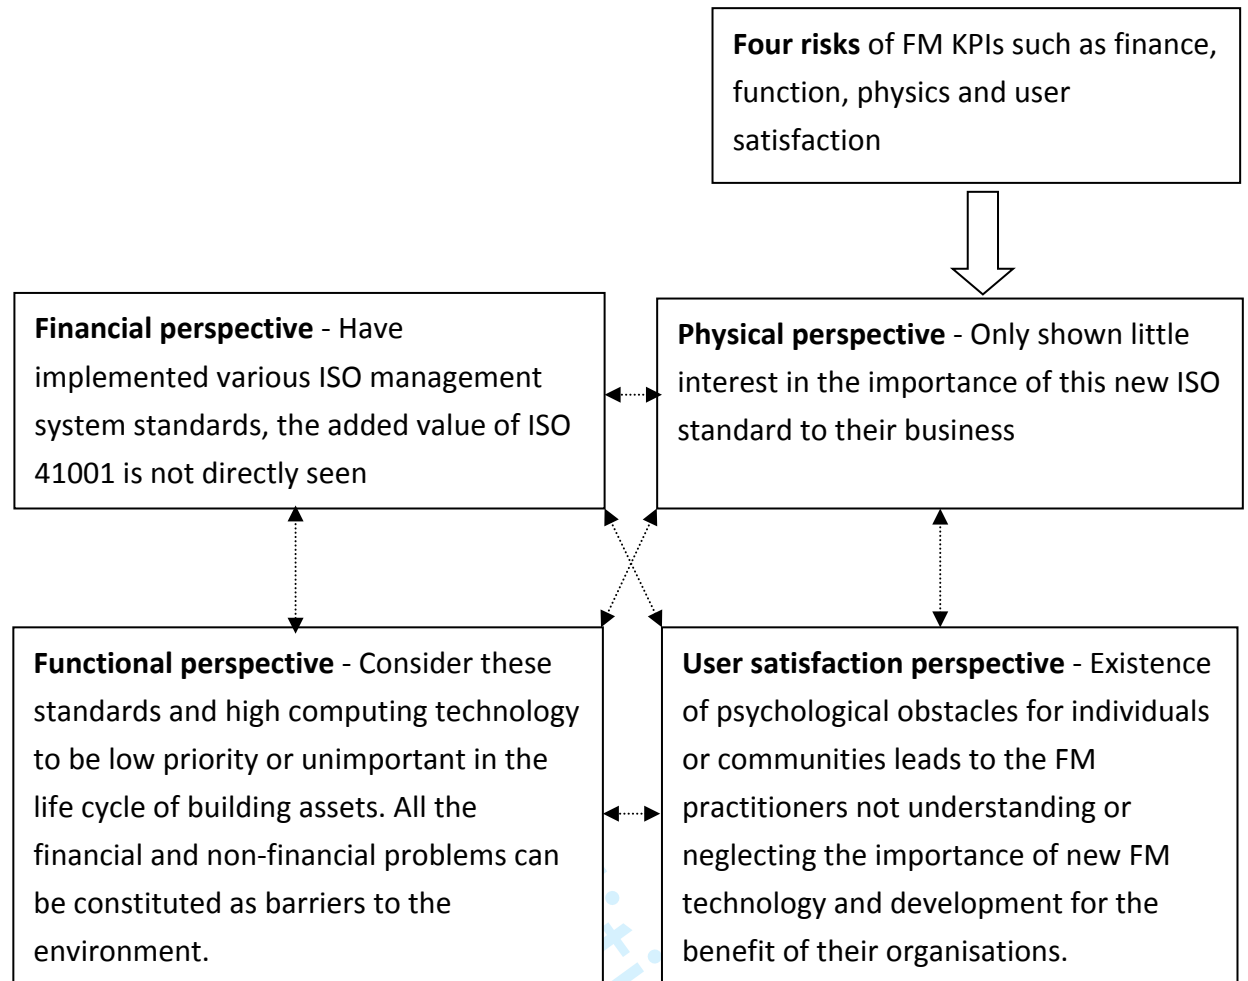 Four risks of FM KPIs such as finance,
function, physics and user
satisfaction
Financial perspective - Have
implemented various ISO management
system standards, the added value of ISO
41001 is not directly seen
Physical perspective - Only shown little
interest in the importance of this new ISO
standard to their business
Functional perspective - Consider these
standards and high computing technology
to be low priority or unimportant in the
life cycle of building assets. All the
financial and non-financial problems can
be constituted as barriers to the
environment.
User satisfaction perspective - Existence
of psychological obstacles for individuals
or communities leads to the FM
practitioners not understanding or
neglecting the importance of new FM
technology and development for the
benefit of their organisations.